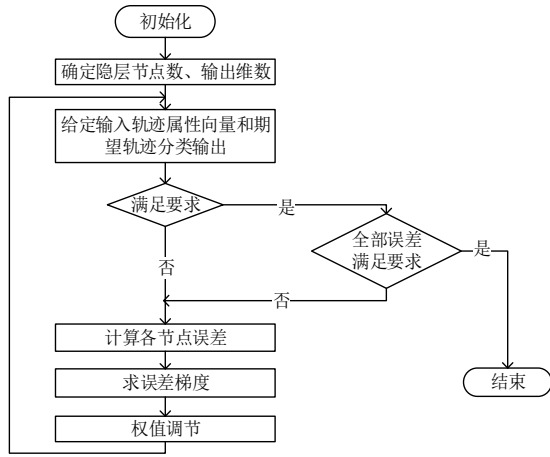 初始化
确定隐层节点数、输出维数
给定输入轨迹属性向量和期
望轨迹分类输出
满足要求
是
全部误差
满足要求
是
否
否
计算各节点误差
求误差梯度
结束
权值调节